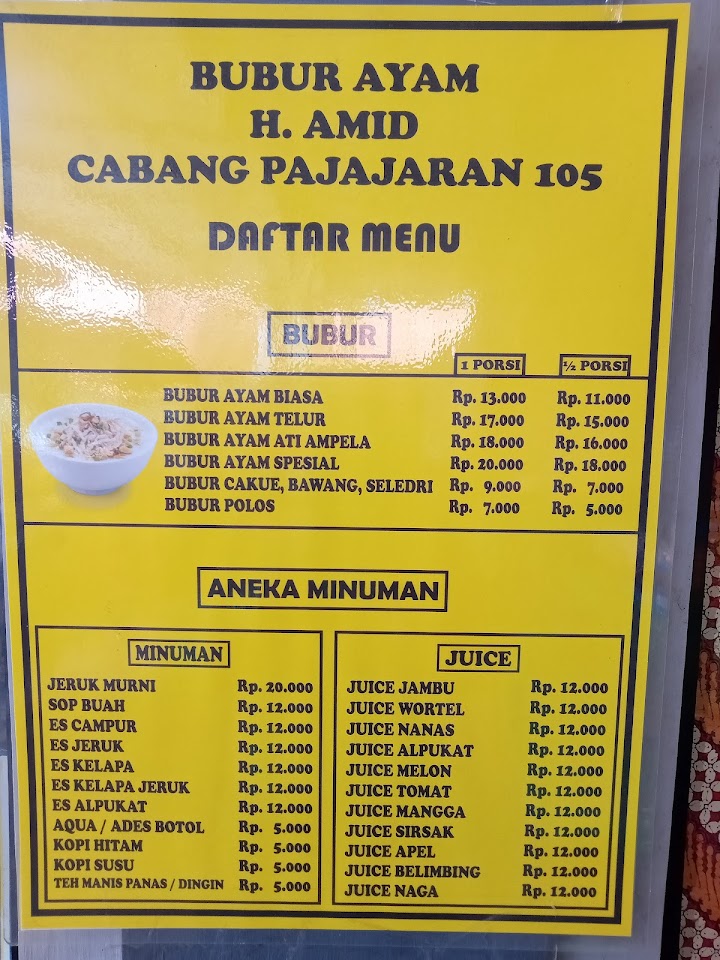 BUBUR AYAM
H. AMID
CABANG PAJAJARAN 105
DAFTAR MENU
BUBUR
1 PORSI ½ PORSI
BUBUR AYAM BIASA Rp. 13.000 Rp. 11.000
BUBUR AYAM TELUR Rp. 17.000 Rp. 15.000
BUBUR AYAM ATI AMPELA Rp. 18.000 Rp. 16.000
BUBUR AYAM SPESIAL Rp. 20.000 Rp. 18.000
BUBUR CAKUE, BAWANG, SELEDRI Rp. 9.000 Rp. 7.000
BUBUR POLOS Rp. 7.000 Rp. 5.000
ANEKA MINUMAN
MINUMAN
JERUK MURNI Rp. 20.000
SOP BUAH Rp. 12.000
ES CAMPUR Rp. 12.000
ES JERUK Rp. 12.000
ES KELAPA Rp. 12.000
ES KELAPA JERUK Rp. 12.000
ES ALPUKAT Rp. 12.000
AQUA / ADES BOTOL Rp. 5.000
KOPI HITAM Rp. 5.000
KOPI SUSU Rp. 5.000
TEH MANIS PANAS / DINGIN Rp. 5.000
JUICE
JUICE JAMBU Rp. 12.000
JUICE WORTEL Rp. 12.000
JUICE NANAS Rp. 12.000
JUICE ALPUKAT Rp. 12.000
JUICE MELON Rp. 12.000
JUICE TOMAT Rp. 12.000
JUICE MANGGA Rp. 12.000
JUICE SIRSAK Rp. 12.000
JUICE APEL Rp. 12.000
JUICE BELIMBING Rp. 12.000
JUICE NAGA Rp. 12.000